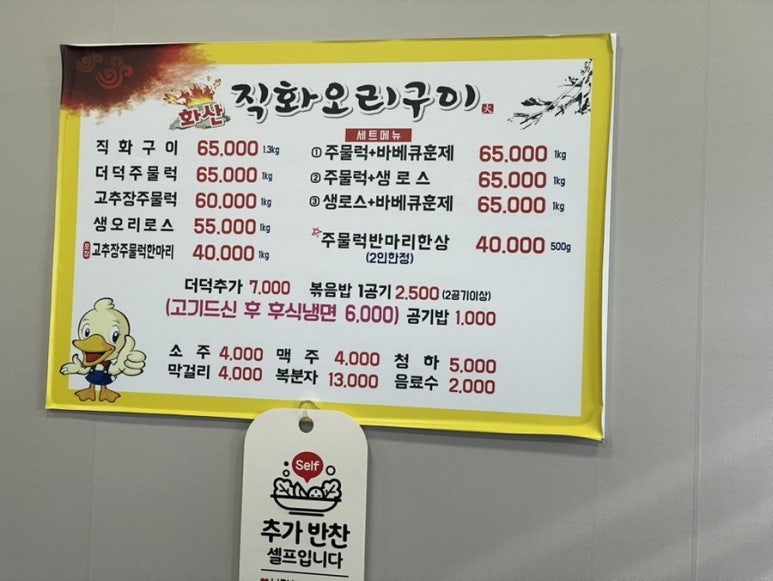 화산 직화오리구이 火
직화구이 65.000 1.3kg
더덕주물럭 65.000 1kg
고추장주물럭 60.000 1kg
생오리로스 55.000 1kg
고추장주물럭한마리 40.000 1kg
세트메뉴
① 주물럭+바베큐훈제 65.000 1kg
② 주물럭+생로스 65.000 1kg
③ 생로스+바베큐훈제 65.000 1kg
주물럭반마리한상 40.000 500g
(2인한정)
더덕추가 7.000 볶음밥 1공기 2.500 (2공기이상)
(고기드신 후 후식냉면 6.000) 공기밥 1.000
소주 4.000 맥주 4.000 청하 5.000
막걸리 4.000 복분자 13.000 음료수 2.000
Self
추가 반찬
셀프입니다